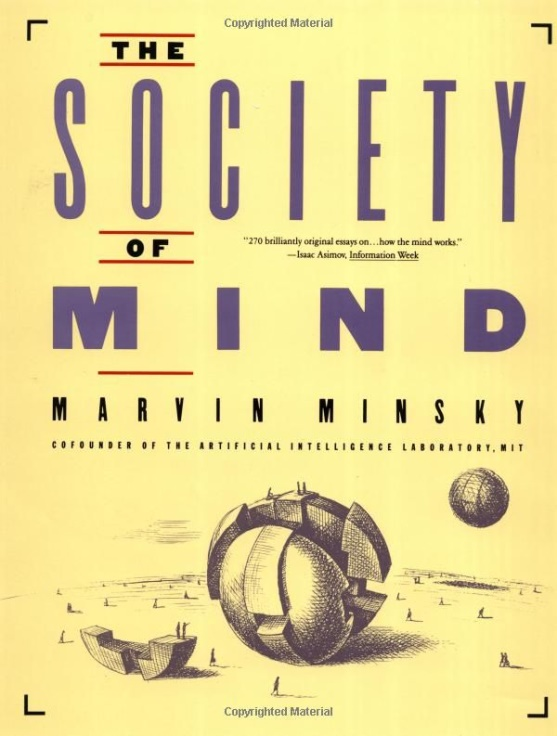 Copyrighted Material
THE
SOCIETY
OF
"270 brilliantly original essays on...how the mind works."
—Isaac Asimov, Information Week
MIND
MARVIN MINSKY
COFOUNDER OF THE ARTIFICIAL INTELLIGENCE LABORATORY, MIT
Copyrighted Material